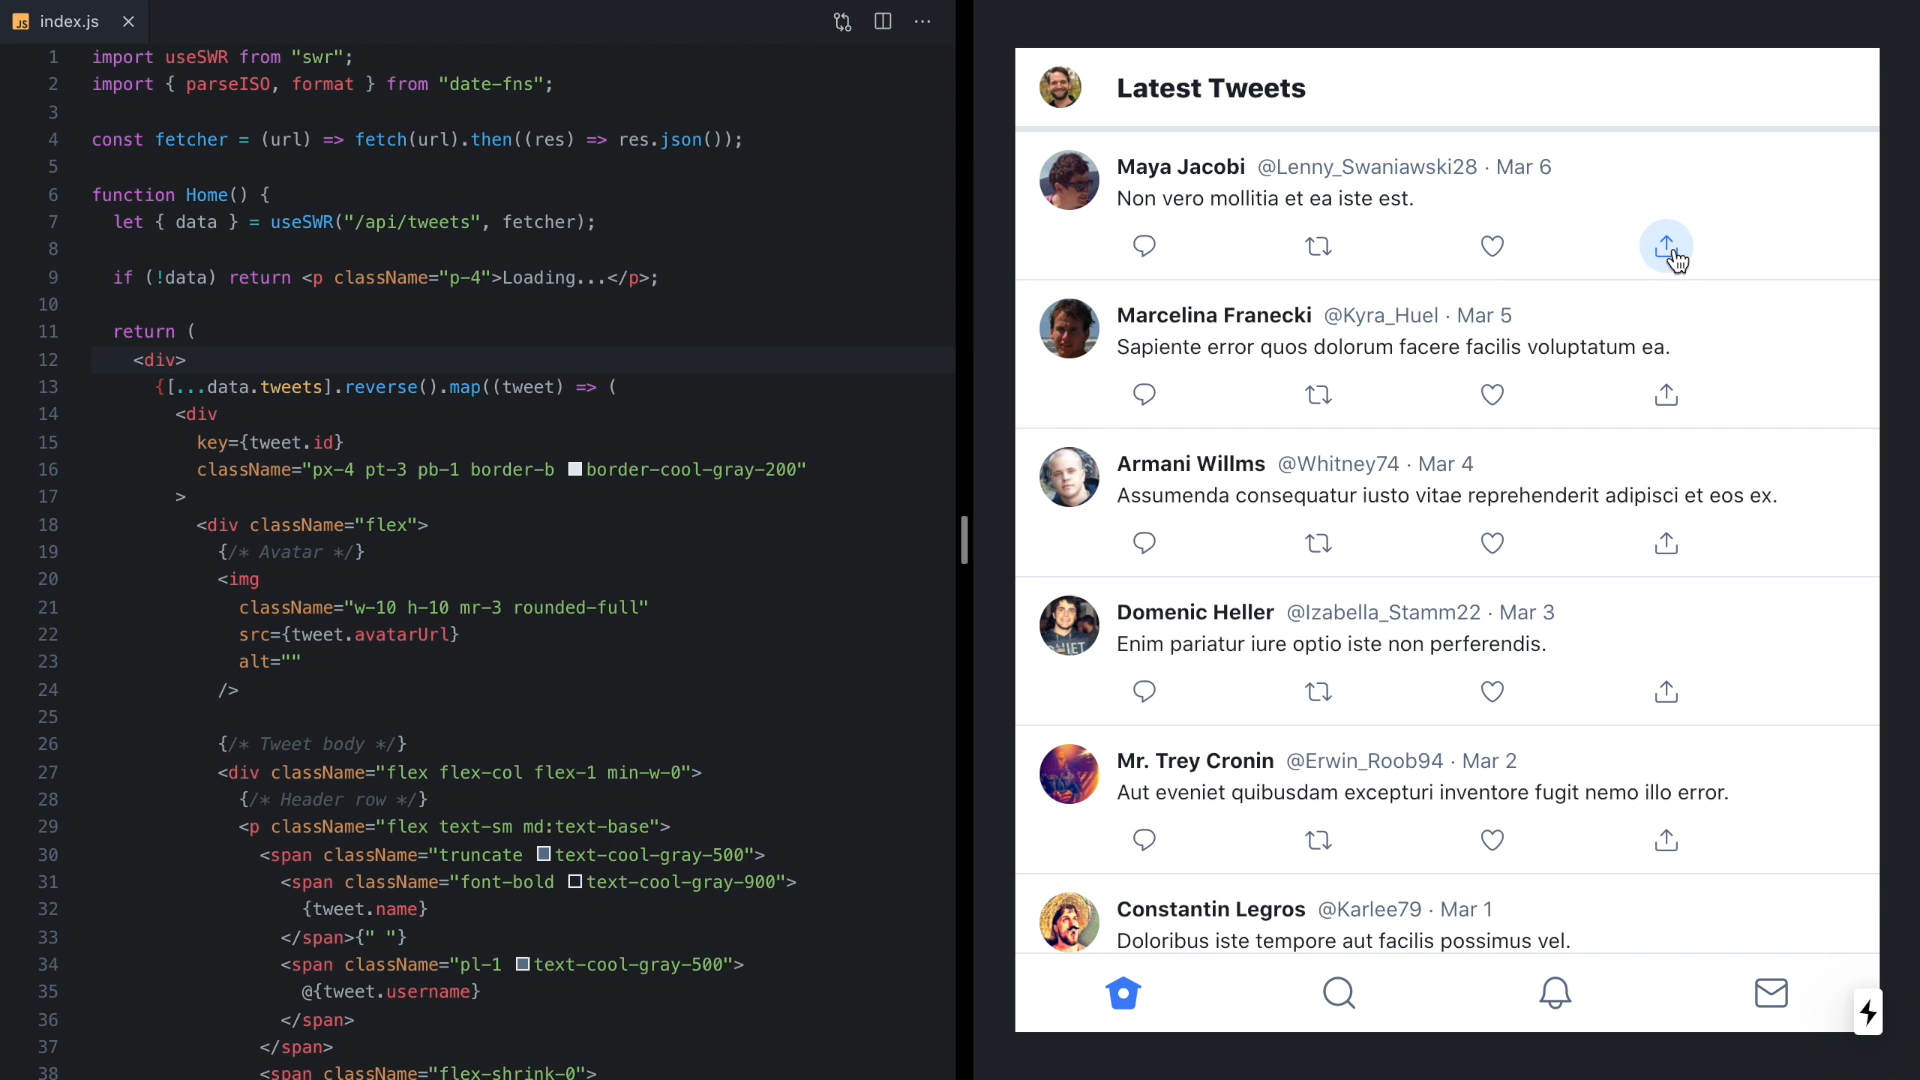 index.js
1 import useSWR from "swr";
2 import { parseISO, format } from "date-fns";
3
4 const fetcher = (url) => fetch(url).then((res) => res.json());
5
6 function Home() {
7 let { data } = useSWR("/api/tweets", fetcher);
8
9 if (!data) return <p className="p-4">Loading...</p>;
10
11 return (
12 <div>
13 {[...data.tweets].reverse().map((tweet) => (
14 <div
15 key={tweet.id}
16 className="px-4 pt-3 pb-1 border-b border-cool-gray-200"
17 >
18 <div className="flex">
19 {/* Avatar */}
20 <img
21 className="w-10 h-10 mr-3 rounded-full"
22 src={tweet.avatarUrl}
23 alt=""
24 />
25
26 {/* Tweet body */}
27 <div className="flex flex-col flex-1 min-w-0">
28 {/* Header row */}
29 <p className="flex text-sm md:text-base">
30 <span className="truncate text-cool-gray-500">
31 <span className="font-bold text-cool-gray-900">
32 {tweet.name}
33 </span>{" "}
34 <span className="pl-1 text-cool-gray-500">
35 @{tweet.username}
36 </span>
37 </span>
38 <span className="flex-shrink-0">
Latest Tweets
Maya Jacobi @Lenny_Swaniawski28 · Mar 6
Non vero mollitia et ea iste est.
Marcelina Franecki @Kyra_Huel · Mar 5
Sapiente error quos dolorum facere facilis voluptatum ea.
Armani Willms @Whitney74 · Mar 4
Assumenda consequatur iusto vitae reprehenderit adipisci et eos ex.
Domenic Heller @Izabella_Stamm22 · Mar 3
Enim pariatur iure optio iste non perferendis.
Mr. Trey Cronin @Erwin_Roob94 · Mar 2
Aut eveniet quibusdam excepturi inventore fugit nemo illo error.
Constantin Legros @Karlee79 · Mar 1
Doloribus iste tempore aut facilis possimus vel.